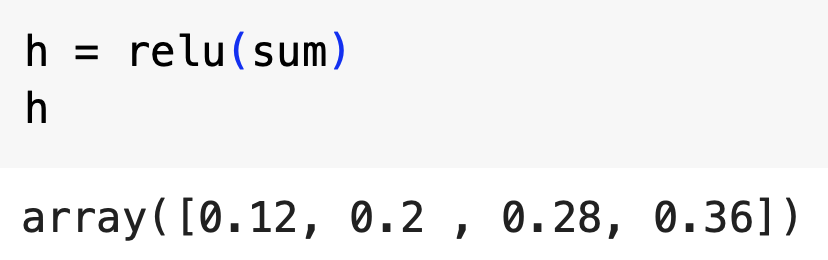 h = relu(sum)
h
array([0.12, 0.2 , 0.28, 0.36])